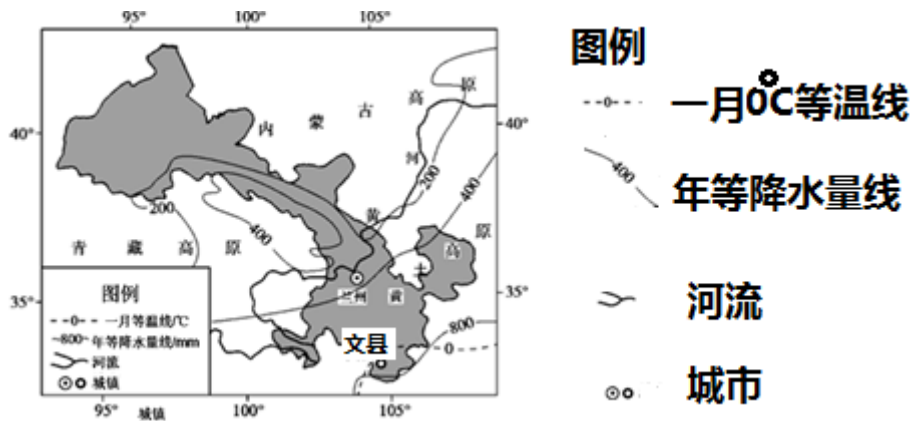 95° 100° 105°
图例
一月0℃等温线
400
年等降水量线
河流
城市
40° 40°
内蒙古高原
河
200
400
黄
200
400
青藏高原
高原
土
35° 35°
兰州 黄
800
文县
0
图例
--0-- 一月等温线/℃
800 年等降水量线/mm
河流
城镇
95° 100° 105°
城镇